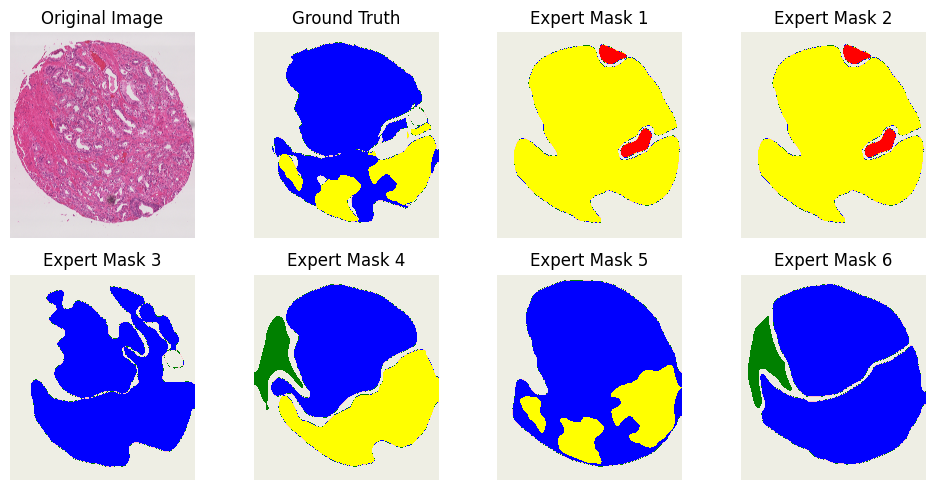 Original Image
Ground Truth
Expert Mask 1
Expert Mask 2
Expert Mask 3
Expert Mask 4
Expert Mask 5
Expert Mask 6